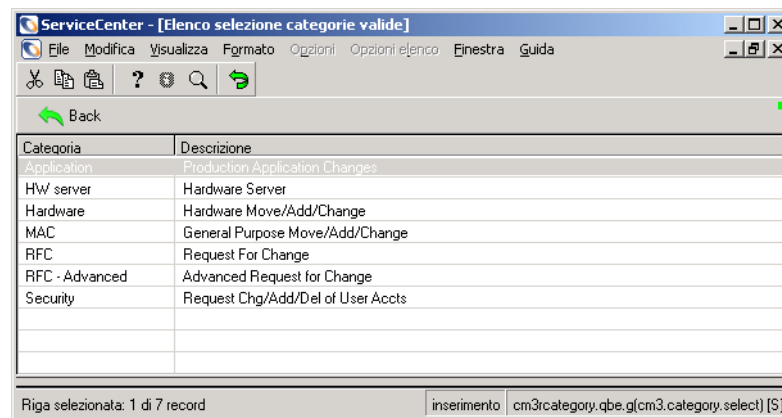 ServiceCenter - [Elenco selezione categorie valide]
File Modifica Visualizza Formato Opzioni Opzioni elenco Finestra Guida
Back
Categoria Descrizione
Application Production Application Changes
HW server Hardware Server
Hardware Hardware Move/Add/Change
MAC General Purpose Move/Add/Change
RFC Request For Change
RFC - Advanced Advanced Request for Change
Security Request Chg/Add/Del of User Accts
Riga selezionata: 1 di 7 record inserimento cm3rcategory.qbe.g(cm3.category.select) [S]